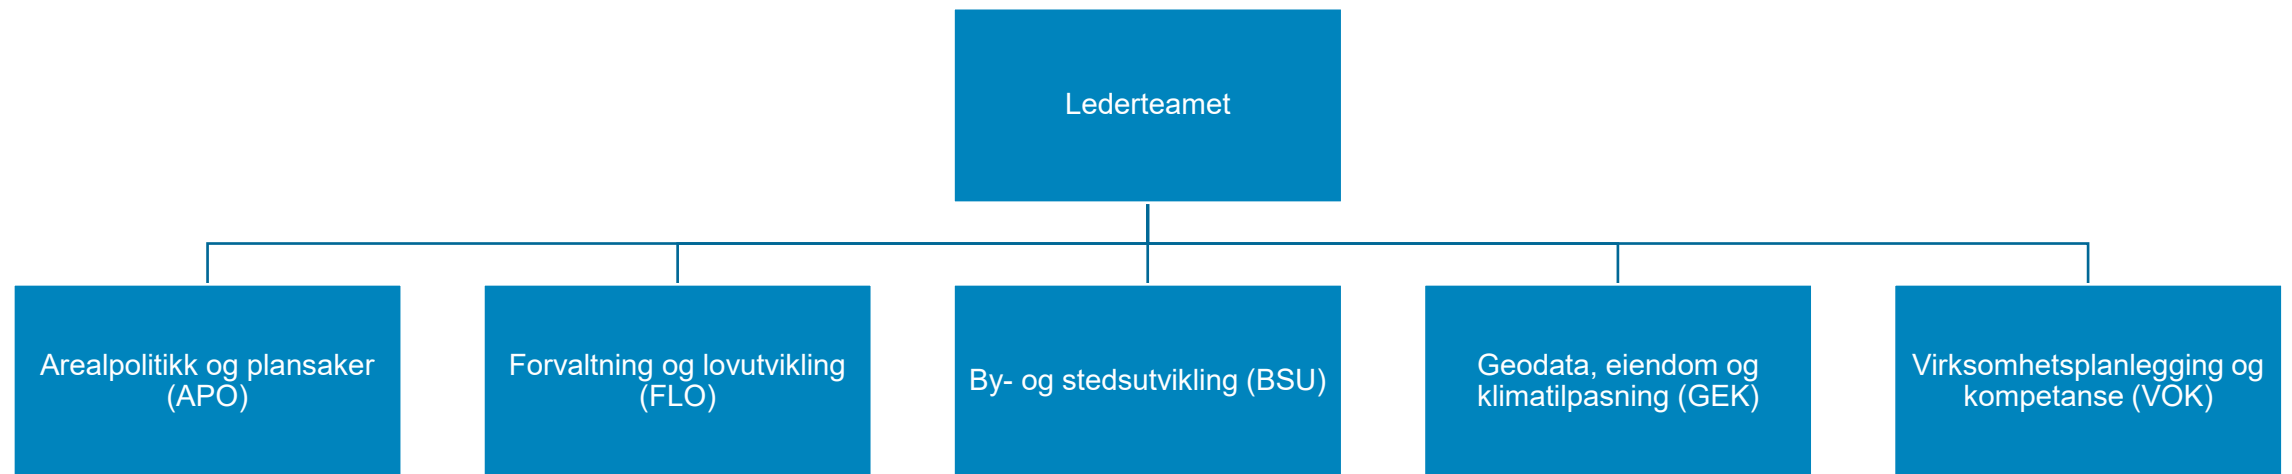 Lederteamet
Arealpolitikk og plansaker
(APO)
Forvaltning og lovutvikling
(FLO)
By- og stedsutvikling (BSU)
Geodata, eiendom og
klimatilpasning (GEK)
Virksomhetsplanlegging og
kompetanse (VOK)